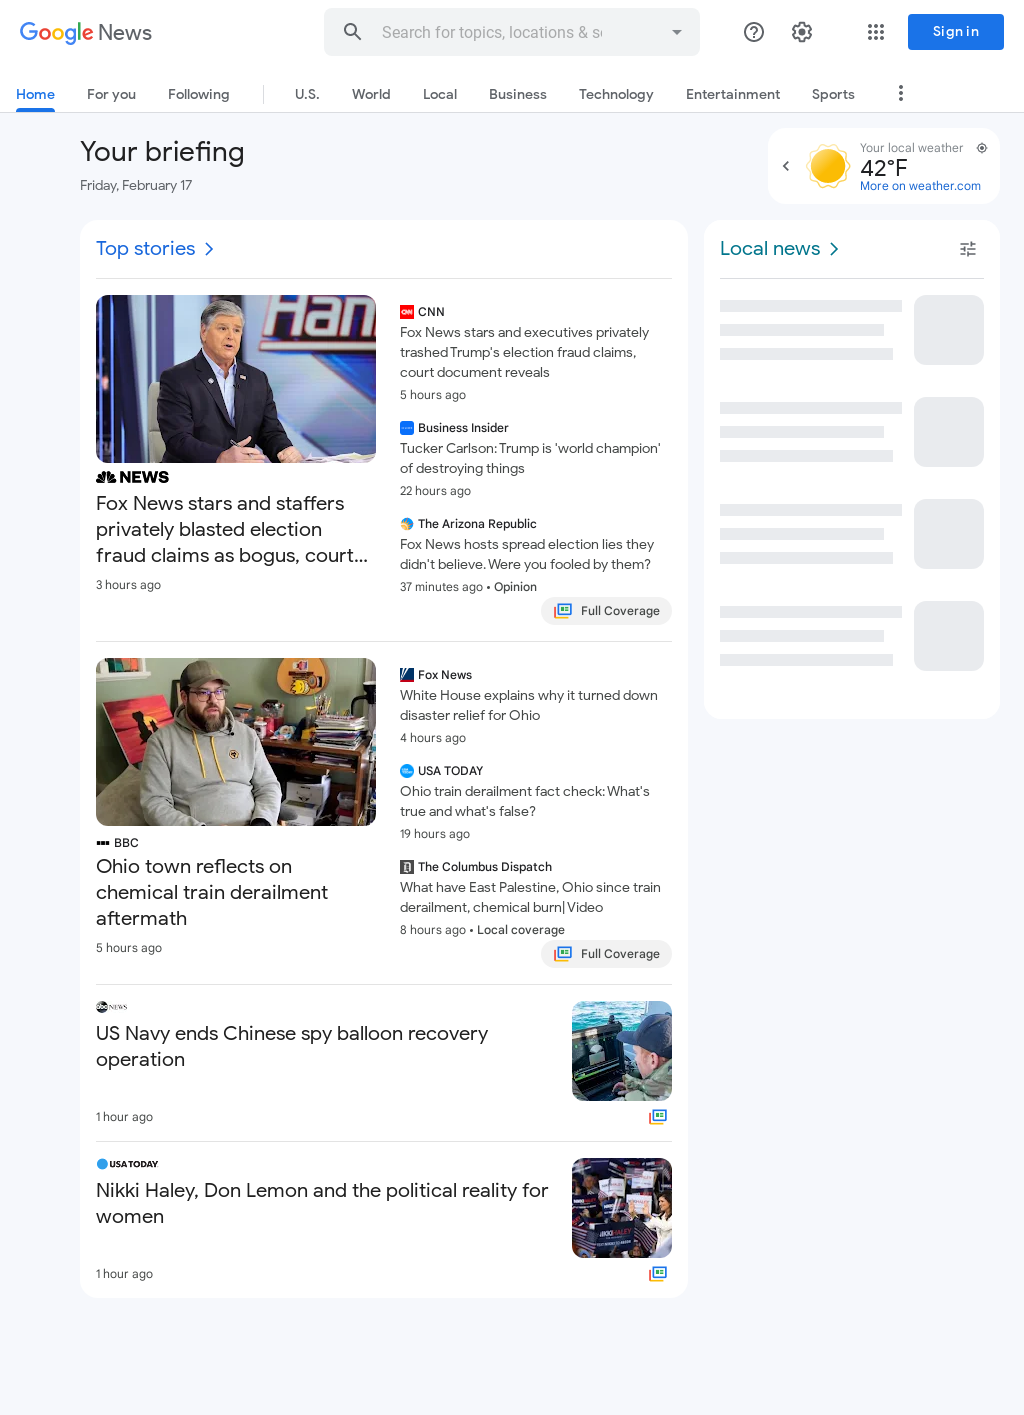 Google News
Search for topics, locations & so
Sign in
Home For you Following U.S. World Local Business Technology Entertainment Sports
Your briefing
Friday, February 17
Your local weather
42°F
More on weather.com
Top stories
Hann
NEWS
Fox News stars and staffers
privately blasted election
fraud claims as bogus, court...
3 hours ago
CNN
Fox News stars and executives privately
trashed Trump's election fraud claims,
court document reveals
5 hours ago
Business Insider
Tucker Carlson: Trump is 'world champion'
of destroying things
22 hours ago
The Arizona Republic
Fox News hosts spread election lies they
didn't believe. Were you fooled by them?
37 minutes ago • Opinion
Full Coverage
BBC
Ohio town reflects on
chemical train derailment
aftermath
5 hours ago
Fox News
White House explains why it turned down
disaster relief for Ohio
4 hours ago
USA TODAY
Ohio train derailment fact check: What's
true and what's false?
19 hours ago
The Columbus Dispatch
What have East Palestine, Ohio since train
derailment, chemical burn| Video
8 hours ago • Local coverage
Full Coverage
abc NEWS
US Navy ends Chinese spy balloon recovery
operation
1 hour ago
USA TODAY
Nikki Haley, Don Lemon and the political reality for
women
NIKKI HALEY
1 hour ago
Local news